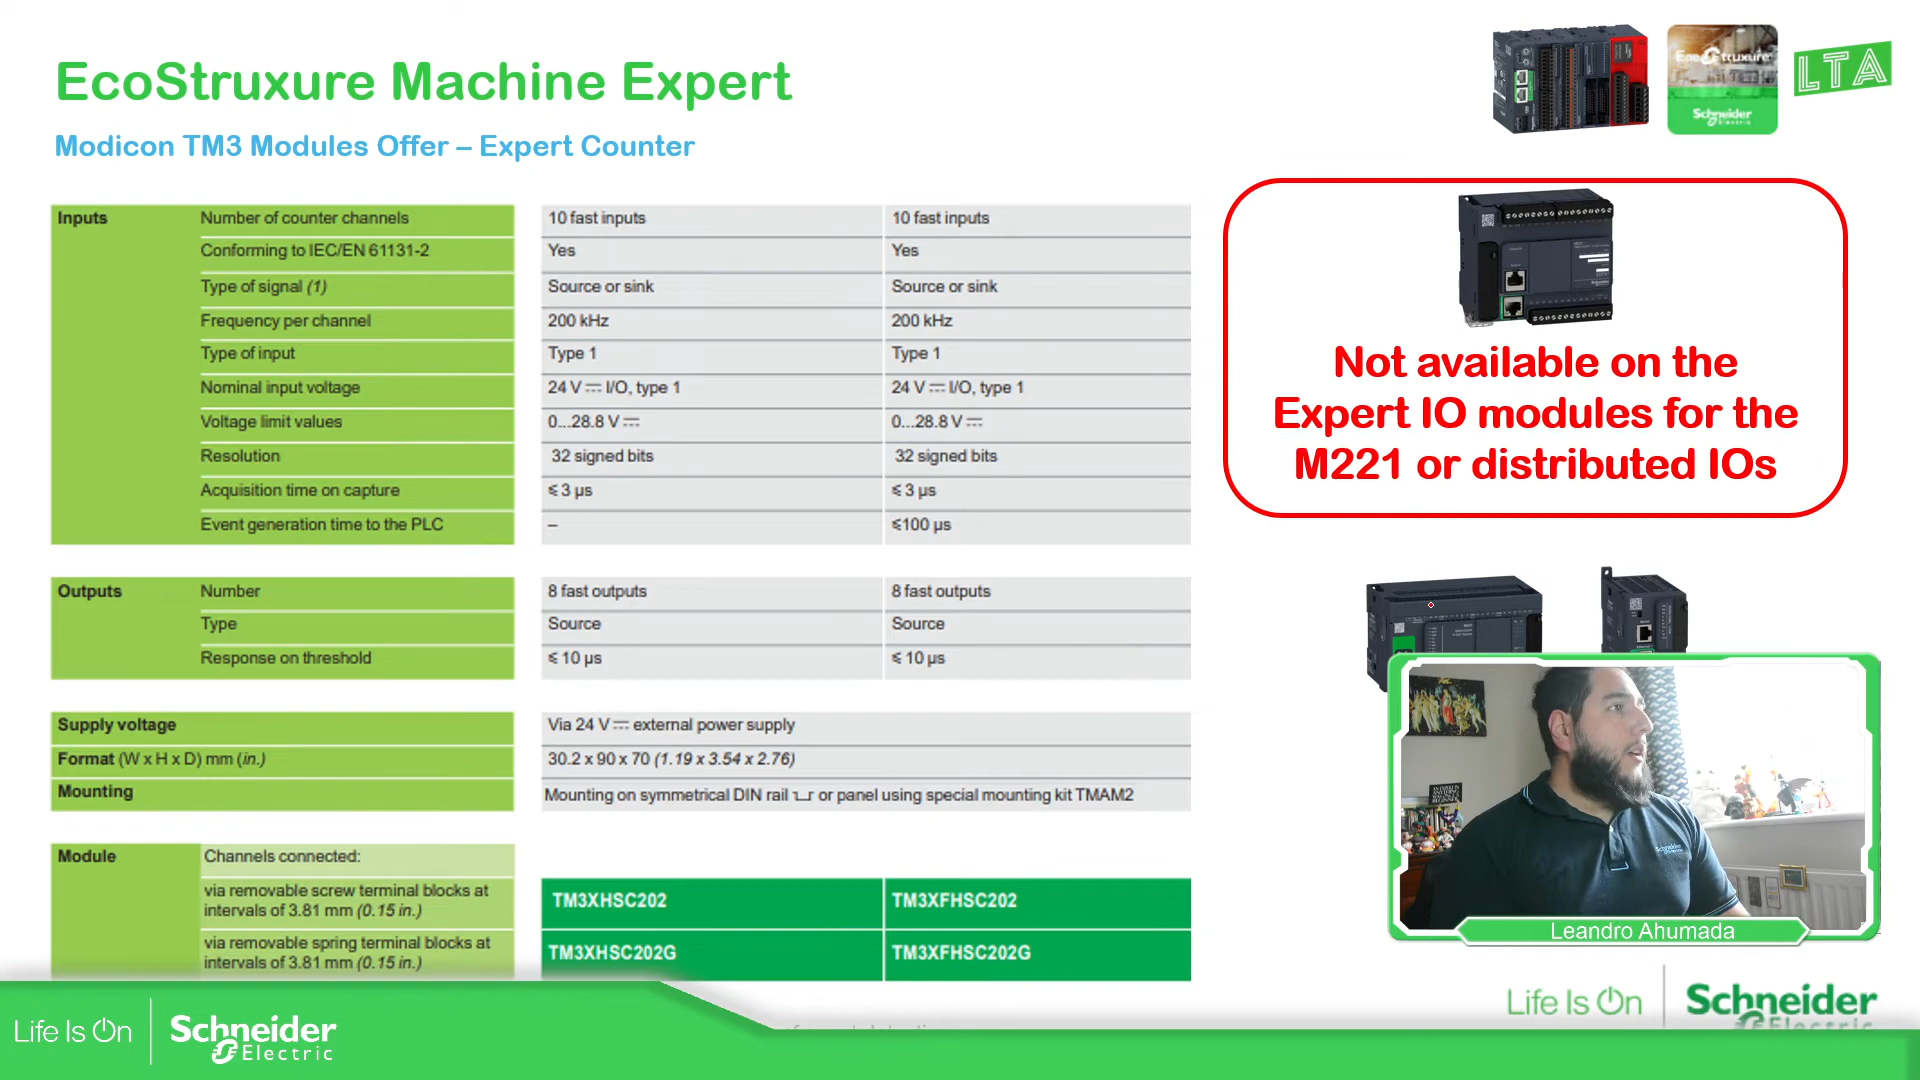 EcoStruxure Machine Expert
Modicon TM3 Modules Offer – Expert Counter
EcoStruxure
Schneider
Electric
LTA
Inputs Number of counter channels 10 fast inputs 10 fast inputs
Conforming to IEC/EN 61131-2 Yes Yes
Type of signal (1) Source or sink Source or sink
Frequency per channel 200 kHz 200 kHz
Type of input Type 1 Type 1
Nominal input voltage 24 V ⎓ I/O, type 1 24 V ⎓ I/O, type 1
Voltage limit values 0...28.8 V ⎓ 0...28.8 V ⎓
Resolution 32 signed bits 32 signed bits
Acquisition time on capture ≤ 3 µs ≤ 3 µs
Event generation time to the PLC – ≤100 µs
Outputs Number 8 fast outputs 8 fast outputs
Type Source Source
Response on threshold ≤ 10 µs ≤ 10 µs
Supply voltage Via 24 V ⎓ external power supply
Format (W x H x D) mm (in.) 30.2 x 90 x 70 (1.19 x 3.54 x 2.76)
Mounting Mounting on symmetrical DIN rail or panel using special mounting kit TMAM2
Module Channels connected:
via removable screw terminal blocks at
intervals of 3.81 mm (0.15 in.)
TM3XHSC202 TM3XFHSC202
via removable spring terminal blocks at
intervals of 3.81 mm (0.15 in.)
TM3XHSC202G TM3XFHSC202G
Not available on the
Expert IO modules for the
M221 or distributed IOs
Schneider
Leandro Ahumada
Life Is On
Schneider
Electric
Life Is On
Schneider
Electric